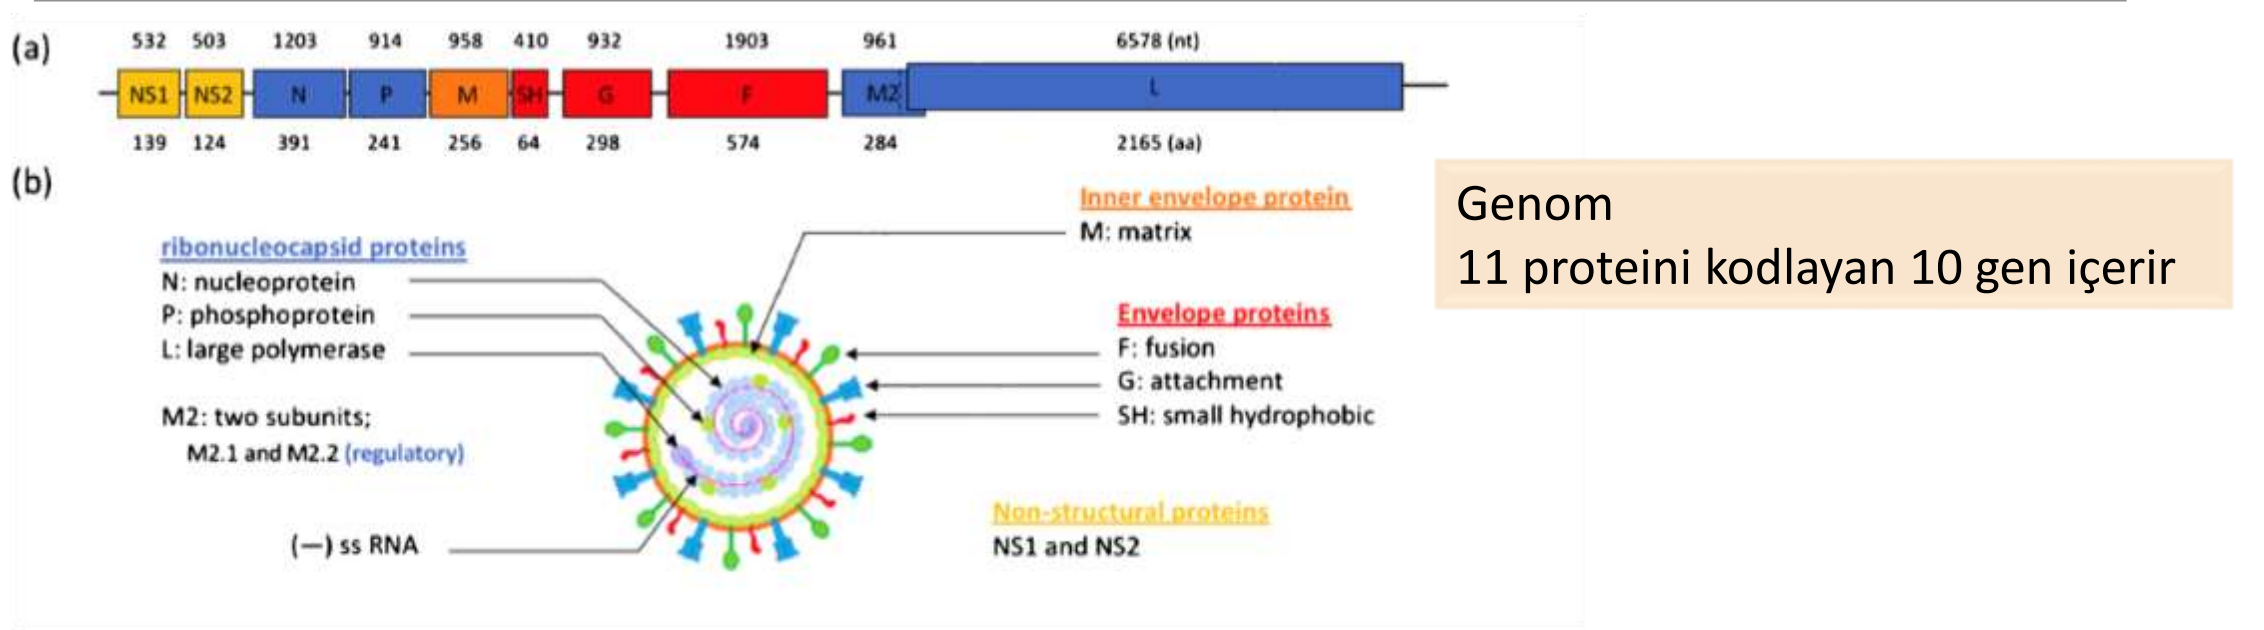 (a)
532 503 1203 914 958 410 932 1903 961 6578 (nt)
NS1 NS2 N P M SH G F M2 L
139 124 391 241 256 64 298 574 284 2165 (aa)
(b)
ribonucleocapsid proteins
N: nucleoprotein
P: phosphoprotein
L: large polymerase
M2: two subunits;
M2.1 and M2.2 (regulatory)
(—) ss RNA
Inner envelope protein
M: matrix
Envelope proteins
F: fusion
G: attachment
SH: small hydrophobic
Non-structural proteins
NS1 and NS2
Genom
11 proteini kodlayan 10 gen içerir